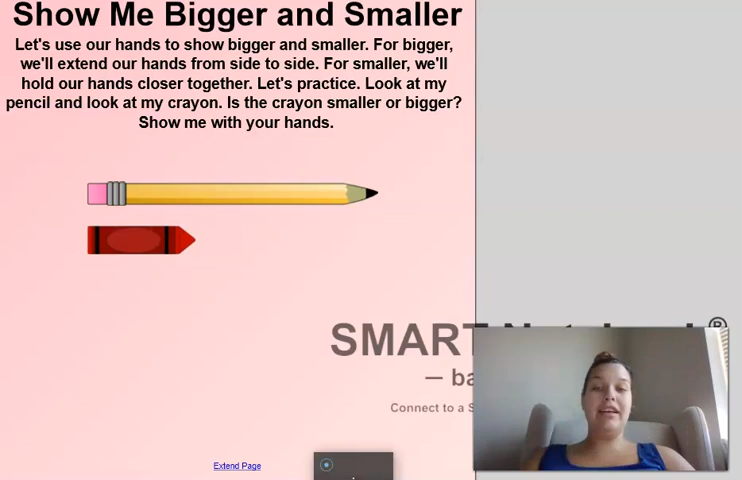 Show Me Bigger and Smaller
Let's use our hands to show bigger and smaller. For bigger,
we'll extend our hands from side to side. For smaller, we'll
hold our hands closer together. Let's practice. Look at my
pencil and look at my crayon. Is the crayon smaller or bigger?
Show me with your hands.
SMART
®
— ba
Connect to a S
Extend Page